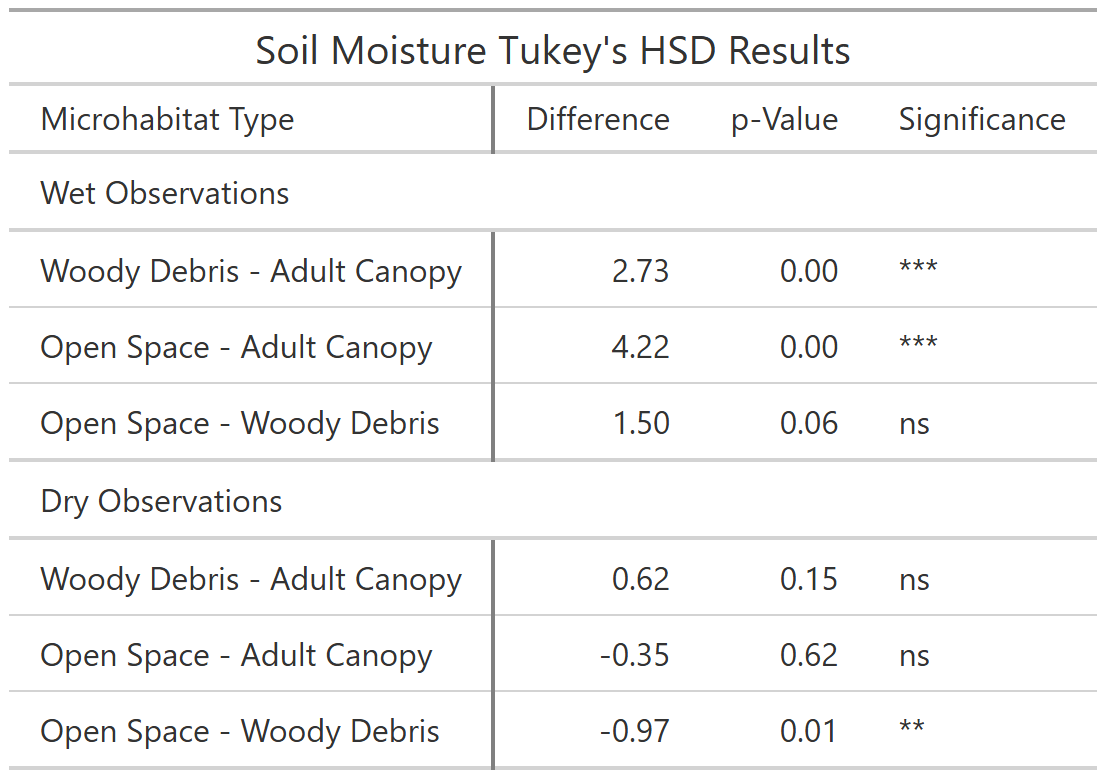 Soil Moisture Tukey's HSD Results
Microhabitat Type Difference p-Value Significance
Wet Observations
Woody Debris - Adult Canopy 2.73 0.00 ***
Open Space - Adult Canopy 4.22 0.00 ***
Open Space - Woody Debris 1.50 0.06 ns
Dry Observations
Woody Debris - Adult Canopy 0.62 0.15 ns
Open Space - Adult Canopy -0.35 0.62 ns
Open Space - Woody Debris -0.97 0.01 **